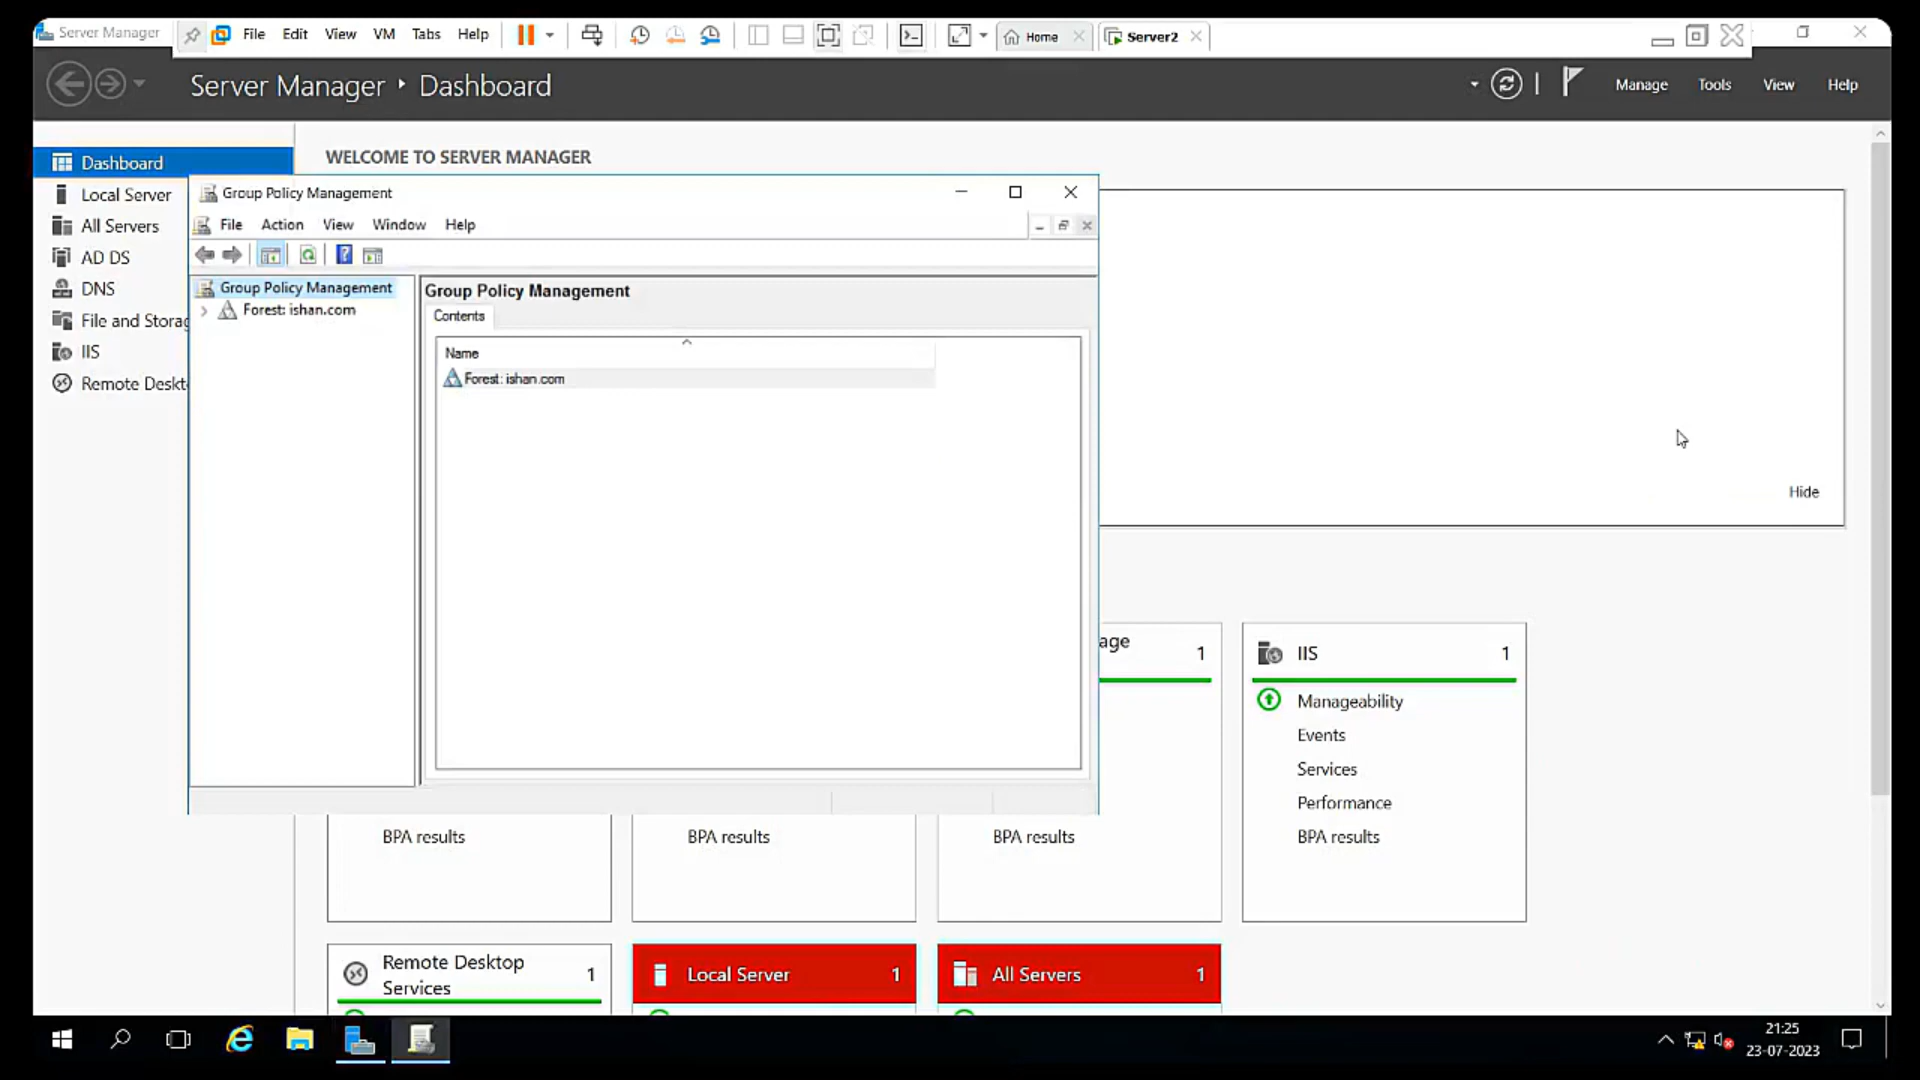 Server Manager
File Edit View VM Tabs Help
Home
Server2
Server Manager Dashboard
Manage Tools View Help
Dashboard
Local Server
All Servers
AD DS
DNS
File and Storag
IIS
Remote Deskt
WELCOME TO SERVER MANAGER
Group Policy Management
File Action View Window Help
Group Policy Management
Forest: ishan.com
Group Policy Management
Contents
Name
Forest: ishan.com
Hide
age 1
IIS 1
Manageability
Events
Services
Performance
BPA results
BPA results
BPA results
BPA results
Remote Desktop
Services
1
Local Server 1
All Servers 1
21:25
23-07-2023